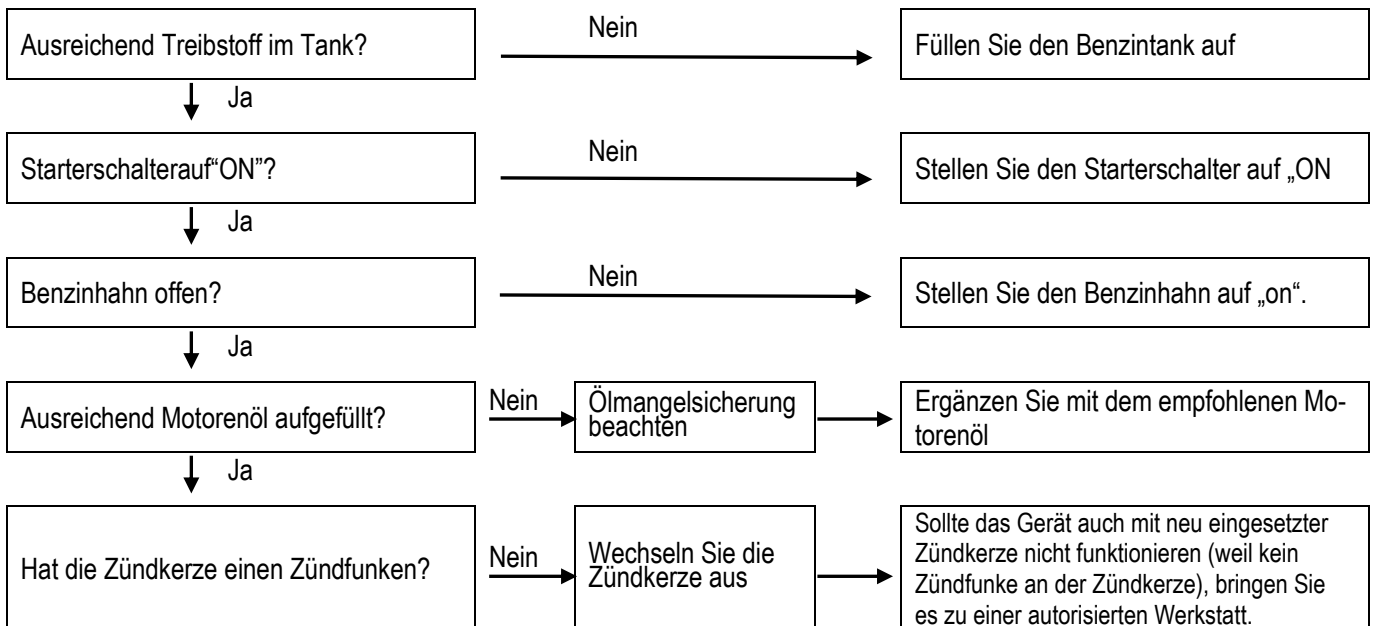 Ausreichend Treibstoff im Tank?
Nein
Füllen Sie den Benzintank auf
Ja
Starterschalterauf“ON”?
Nein
Stellen Sie den Starterschalter auf „ON
Ja
Benzinhahn offen?
Nein
Stellen Sie den Benzinhahn auf „on“.
Ja
Ausreichend Motorenöl aufgefüllt?
Nein
Ölmangelsicherung
beachten
Ergänzen Sie mit dem empfohlenen Mo-
torenöl
Ja
Hat die Zündkerze einen Zündfunken?
Nein
Wechseln Sie die
Zündkerze aus
Sollte das Gerät auch mit neu eingesetzter
Zündkerze nicht funktionieren (weil kein
Zündfunke an der Zündkerze), bringen Sie
es zu einer autorisierten Werkstatt.